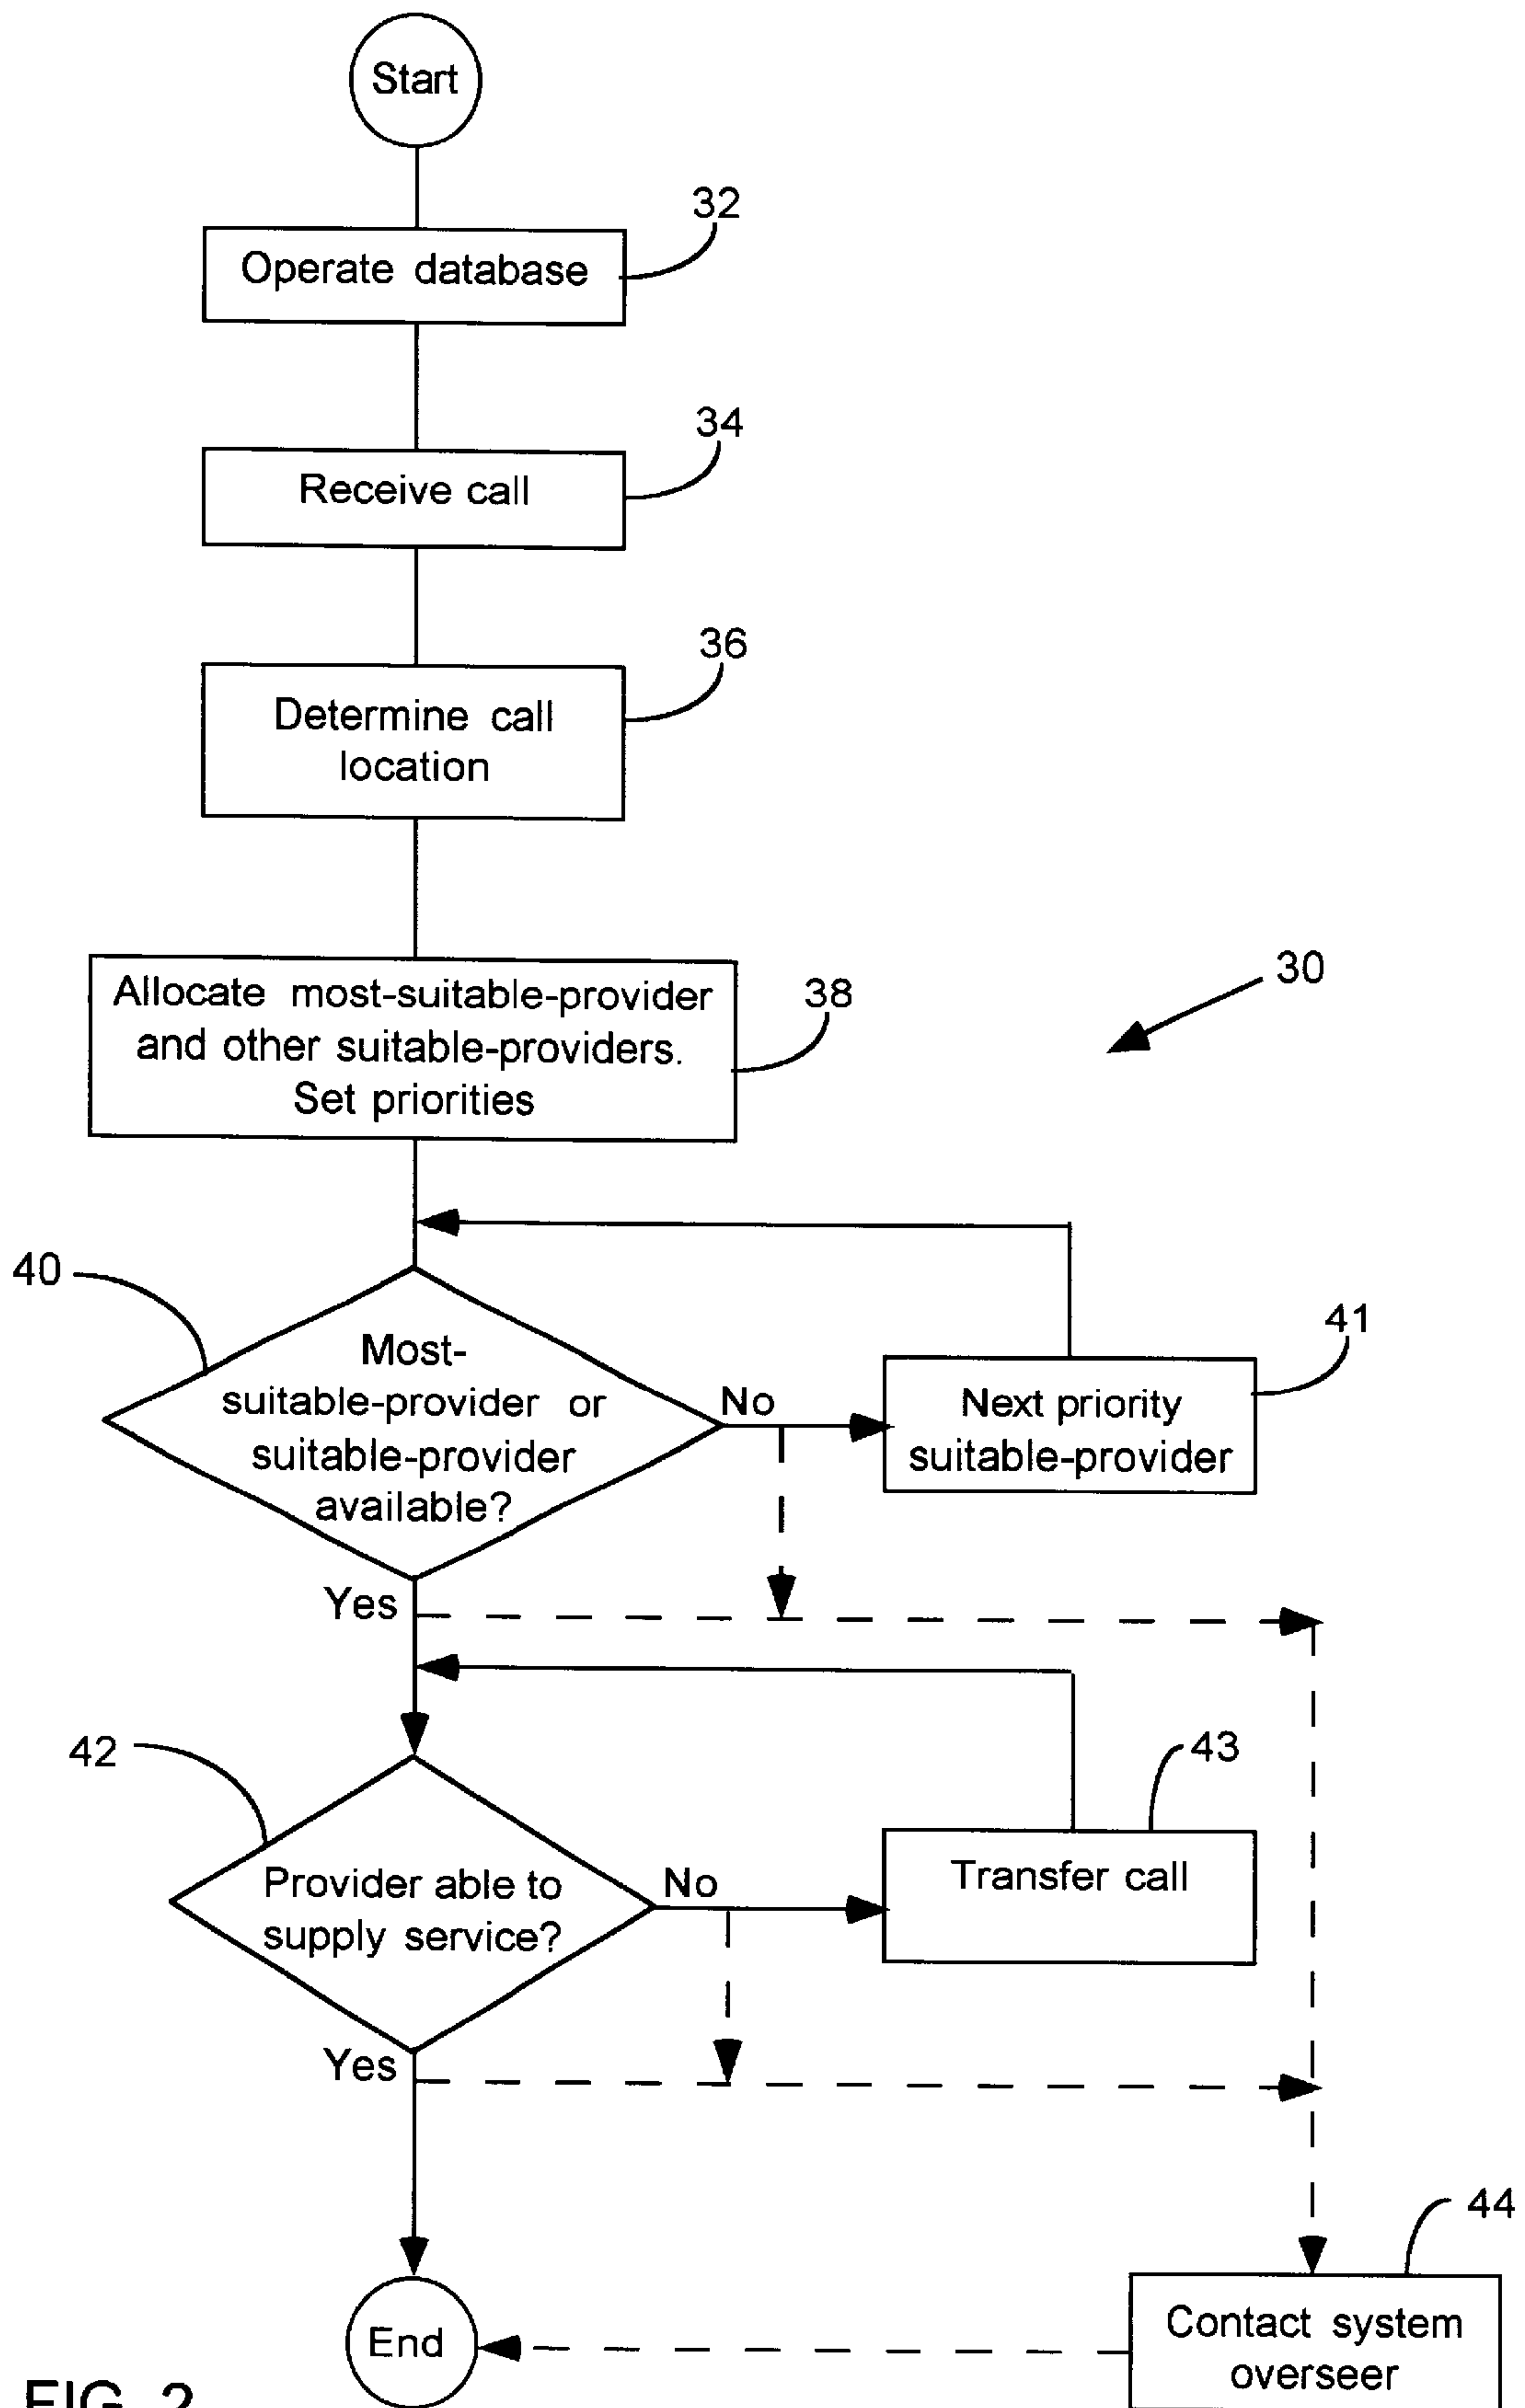 Start
32
Operate database
34
Receive call
36
Determine call
location
Allocate most-suitable-provider
and other suitable-providers.
Set priorities
38
30
40
Most-
suitable-provider or
suitable-provider
available?
No
41
Next priority
suitable-provider
Yes
42
Provider able to
supply service?
No
43
Transfer call
Yes
44
Contact system
overseer
End
FIG. 2